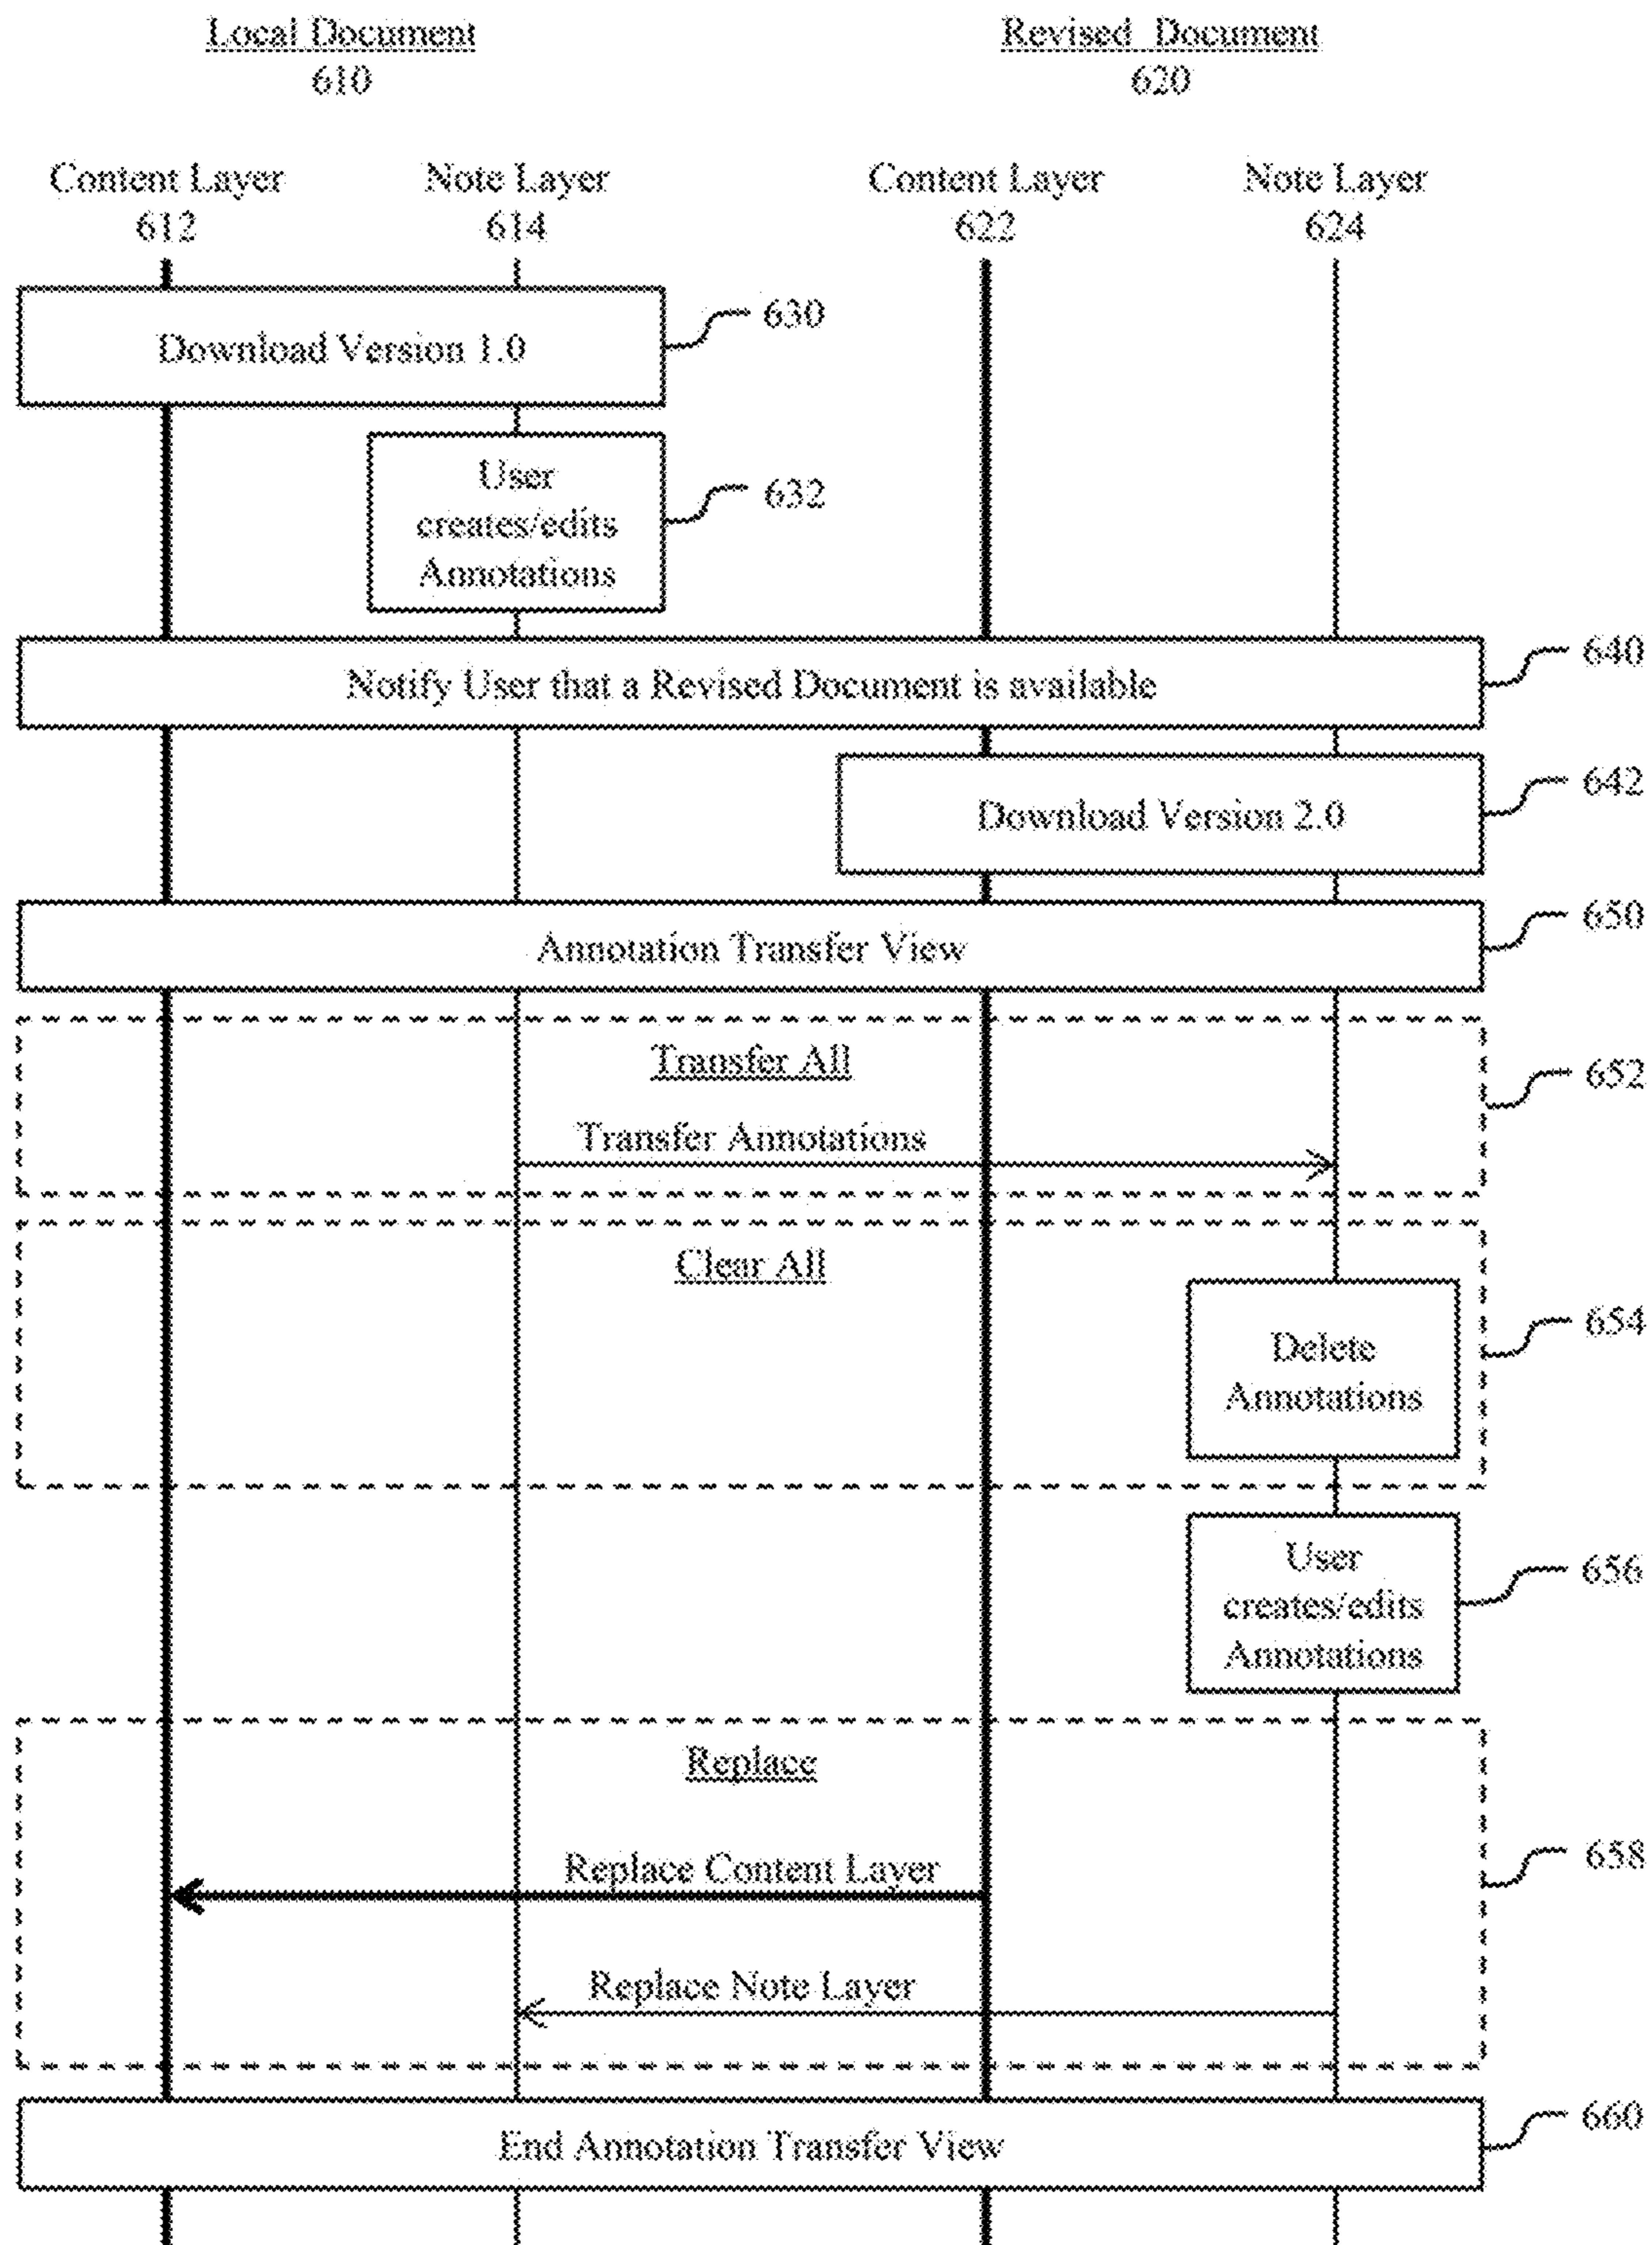 Local Document
610
Revised Document
620
Content Layer
612
Note Layer
614
Content Layer
622
Note Layer
624
Download Version 1.0
630
User
creates/edits
Annotations
632
Notify User that a Revised Document is available
640
Download Version 2.0
642
Annotation Transfer View
650
Transfer All
Transfer Annotations
652
Clear All
Delete
Annotations
654
User
creates/edits
Annotations
656
Replace
Replace Content Layer
Replace Note Layer
658
End Annotation Transfer View
660